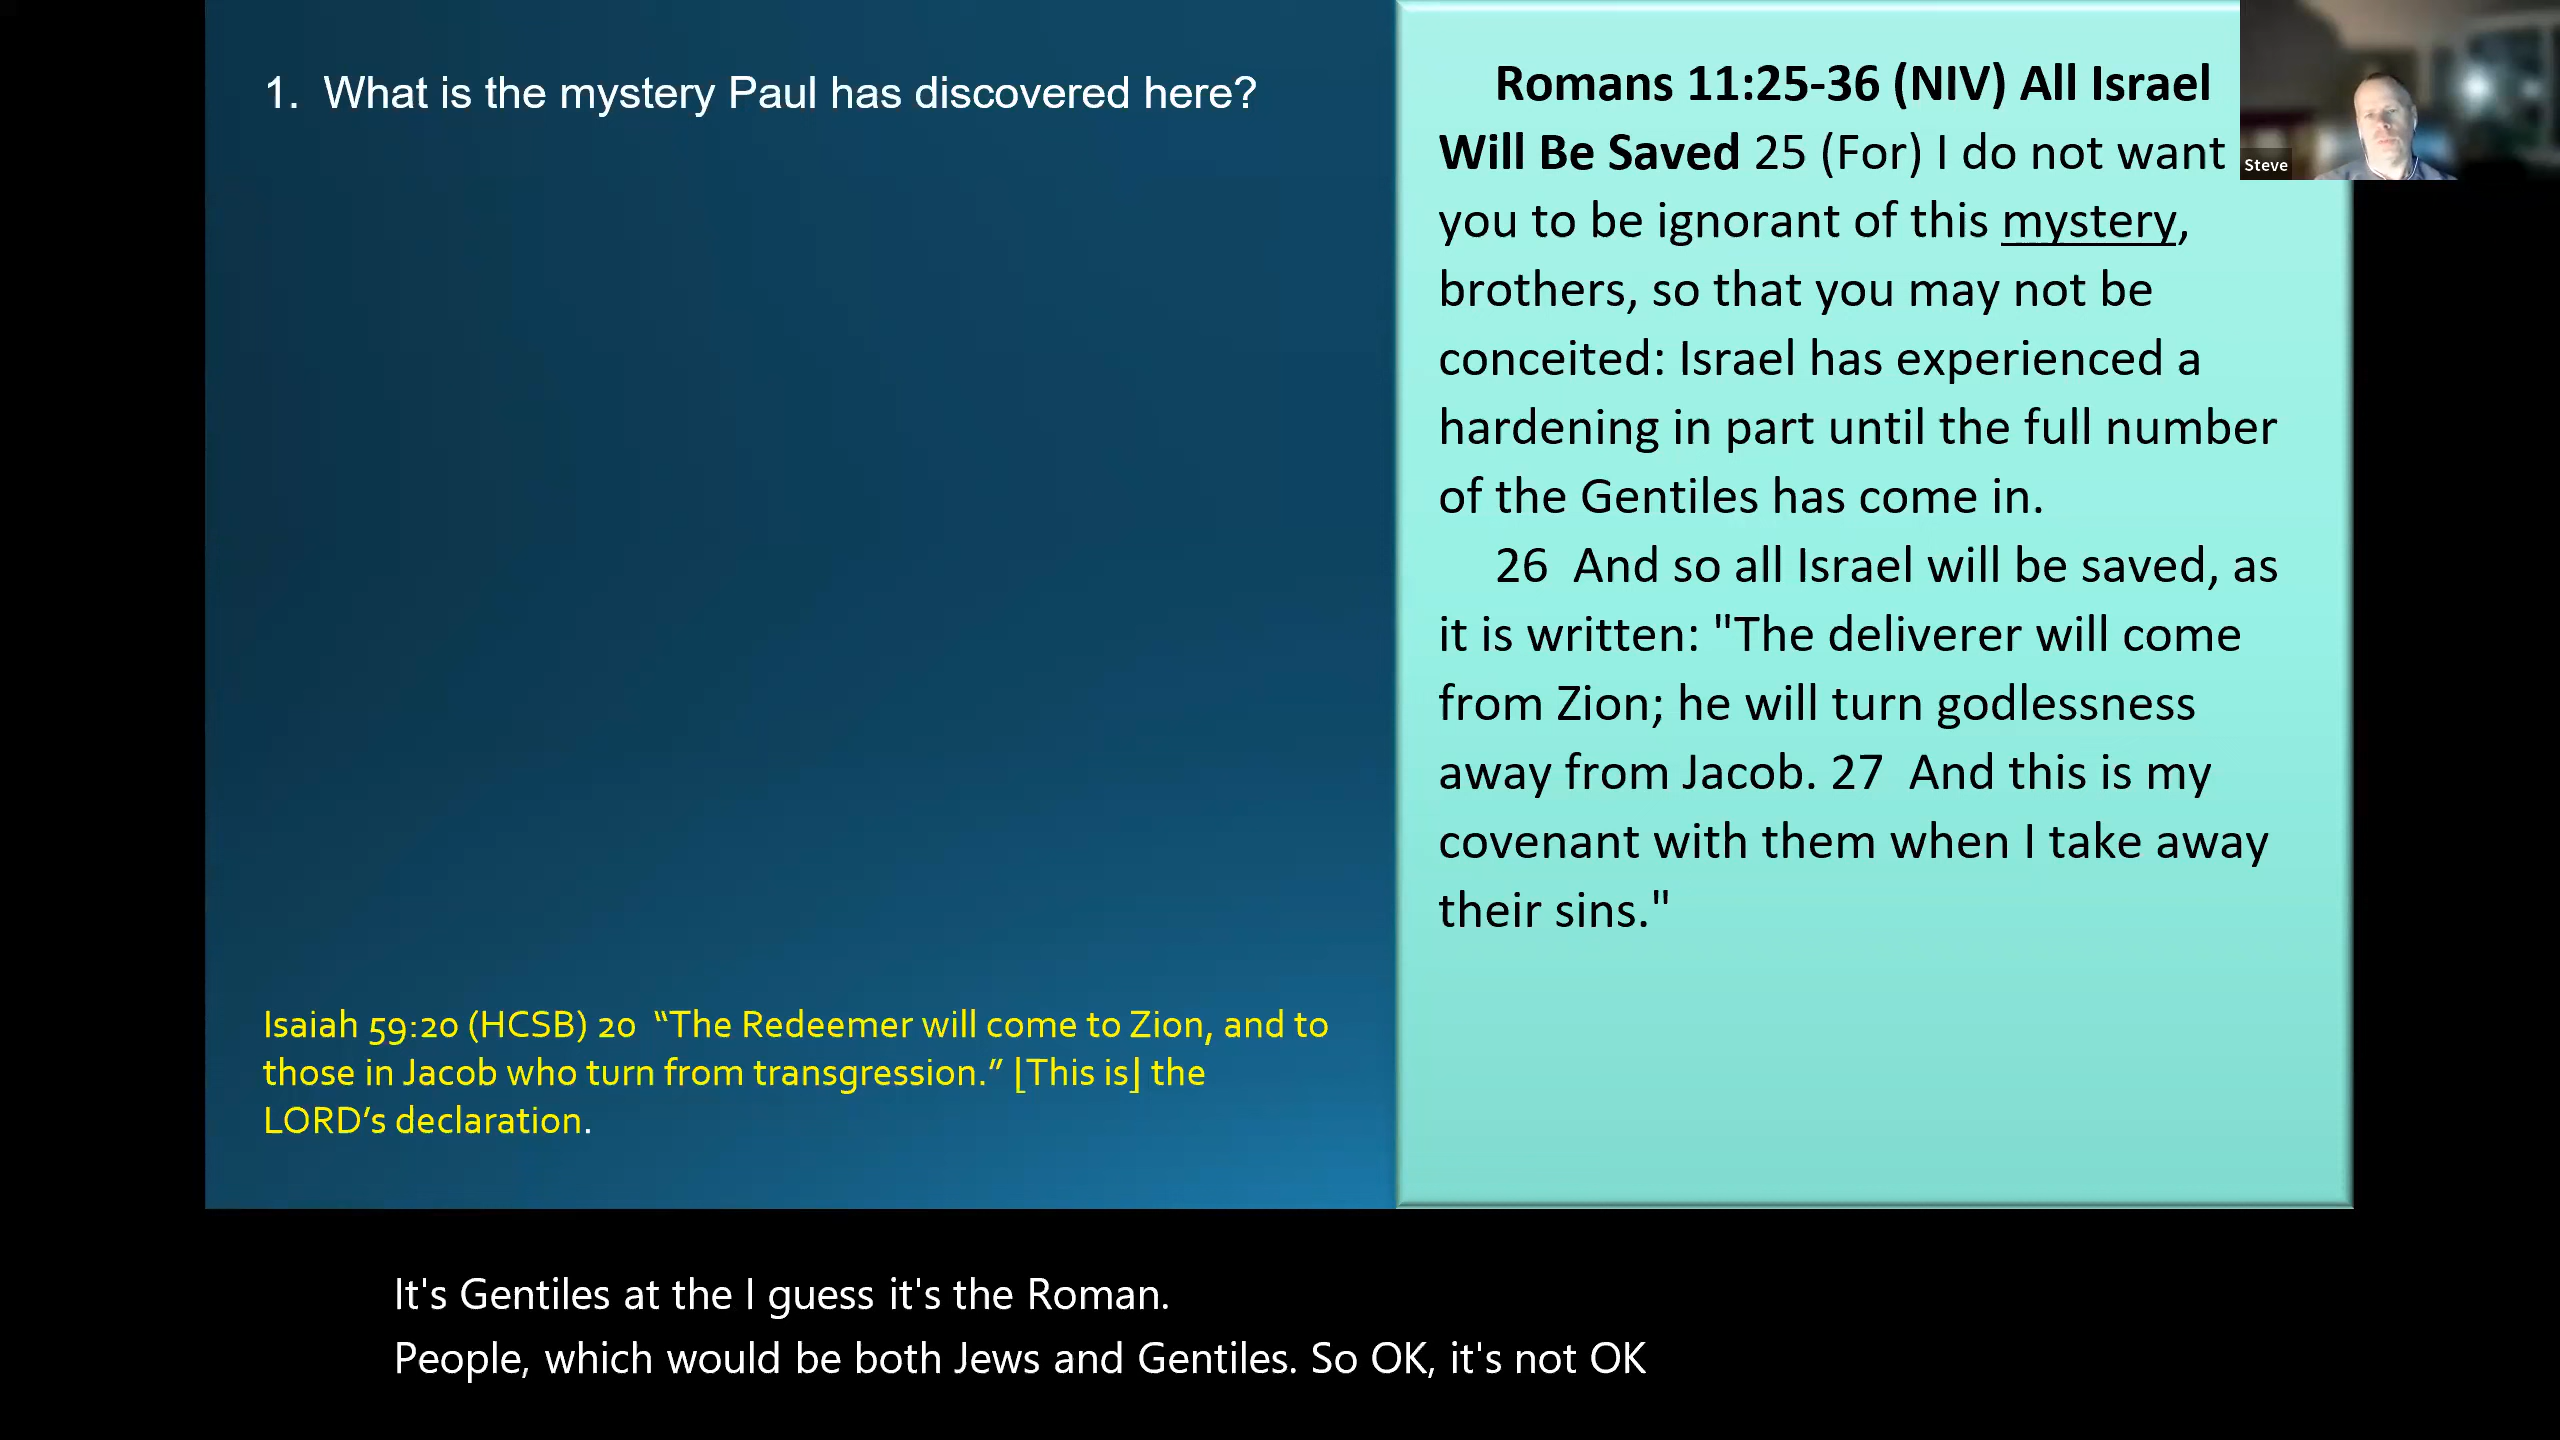 1. What is the mystery Paul has discovered here?
Isaiah 59:20 (HCSB) 20 “The Redeemer will come to Zion, and to
those in Jacob who turn from transgression.” [This is] the
LORD’s declaration.
Romans 11:25-36 (NIV) All Israel
Will Be Saved 25 (For) I do not want
you to be ignorant of this mystery,
brothers, so that you may not be
conceited: Israel has experienced a
hardening in part until the full number
of the Gentiles has come in.
26 And so all Israel will be saved, as
it is written: "The deliverer will come
from Zion; he will turn godlessness
away from Jacob. 27 And this is my
covenant with them when I take away
their sins."
Steve
It's Gentiles at the I guess it's the Roman.
People, which would be both Jews and Gentiles. So OK, it's not OK